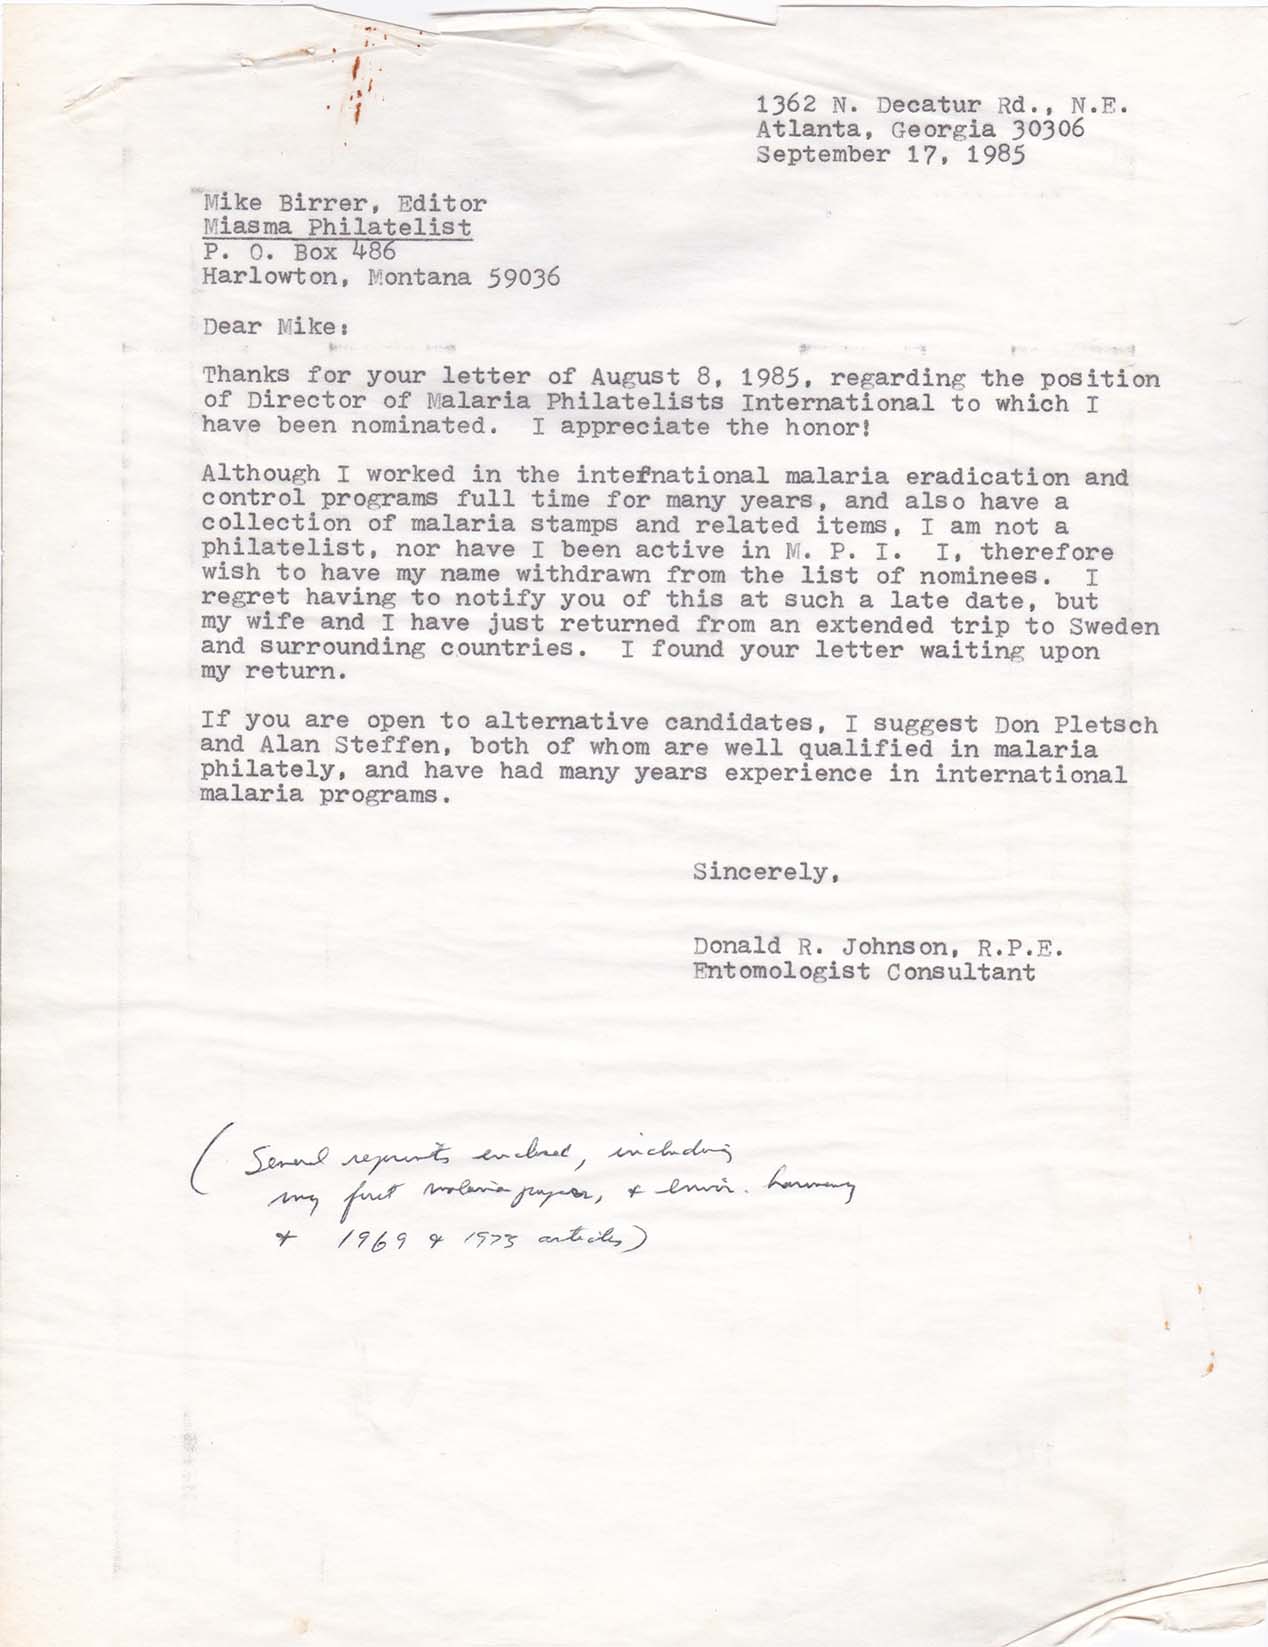 1362 N. Decatur Rd., N.E.
Atlanta, Georgia 30306
September 17, 1985
Mike Birrer, Editor
Miasma Philatelist
P. O. Box 486
Harlowton, Montana 59036
Dear Mike:
Thanks for your letter of August 8, 1985, regarding the position
of Director of Malaria Philatelists International to which I
have been nominated.  I appreciate the honor!
Although I worked in the international malaria eradication and
control programs full time for many years, and also have a
collection of malaria stamps and related items, I am not a
philatelist, nor have I been active in M. P. I.  I, therefore
wish to have my name withdrawn from the list of nominees.  I
regret having to notify you of this at such a late date, but
my wife and I have just returned from an extended trip to Sweden
and surrounding countries.  I found your letter waiting upon
my return.
If you are open to alternative candidates, I suggest Don Pletsch
and Alan Steffen, both of whom are well qualified in malaria
philately, and have had many years experience in international
malaria programs.
Sincerely,
Donald R. Johnson, R.P.E.
Entomologist Consultant
(Several reprints enclosed, including
my first malaria paper, & envir. harmony
& 1969 & 1973 articles)